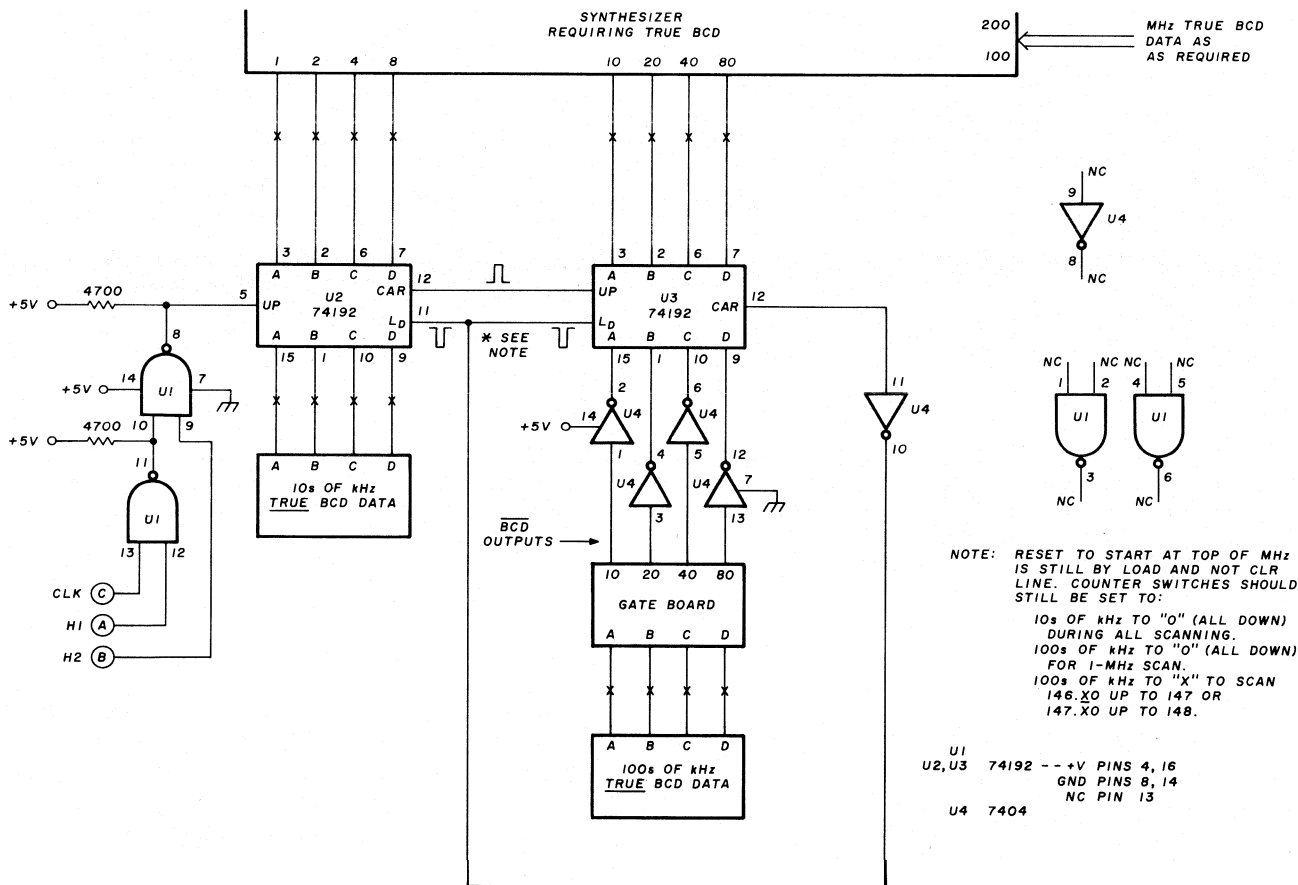 SYNTHESIZER
REQUIRING TRUE BCD
200
100
MHz TRUE BCD
DATA AS
AS REQUIRED
1 2 4 8
10 20 40 80
NC
9
U4
8
NC
3 2 6 7
A B C D
U2
74192
UP
CAR
LD
A B C D
5
12
11
15 1 10 9
* SEE
NOTE
3 2 6 7
A B C D
U3
74192
UP
CAR
LD
A B C D
12
15 1 10 9
+5V
4700
8
+5V
14
U1
7
10 9
+5V
4700
11
U1
13 12
CLK C
H1 A
H2 B
A B C D
10s OF kHz
TRUE BCD DATA
2
+5V
14
U4
1
6
U4
5
4
U4
3
12
U4
7
13
11
U4
10
BCD
OUTPUTS
10 20 40 80
GATE BOARD
A B C D
A B C D
100s OF kHz
TRUE BCD DATA
NC NC NC NC
1 2 4 5
U1 U1
3 6
NC NC
NOTE: RESET TO START AT TOP OF MHz
IS STILL BY LOAD AND NOT CLR
LINE. COUNTER SWITCHES SHOULD
STILL BE SET TO:
10s OF kHz TO "0" (ALL DOWN)
DURING ALL SCANNING.
100s OF kHz TO "0" (ALL DOWN)
FOR 1-MHz SCAN.
100s OF kHz TO "X" TO SCAN
146.X0 UP TO 147 OR
147.X0 UP TO 148.
U1
U2,U3 74192 -- +V PINS 4, 16
GND PINS 8, 14
NC PIN 13
U4 7404